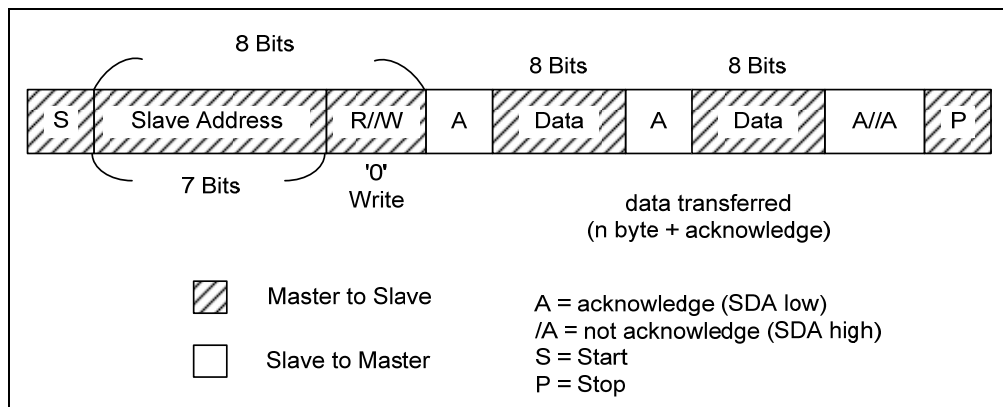 8 Bits
8 Bits
8 Bits
S
Slave Address
R//W
A
Data
A
Data
A//A
P
7 Bits
'0'
Write
data transferred
(n byte + acknowledge)
Master to Slave
Slave to Master
A = acknowledge (SDA low)
/A = not acknowledge (SDA high)
S = Start
P = Stop